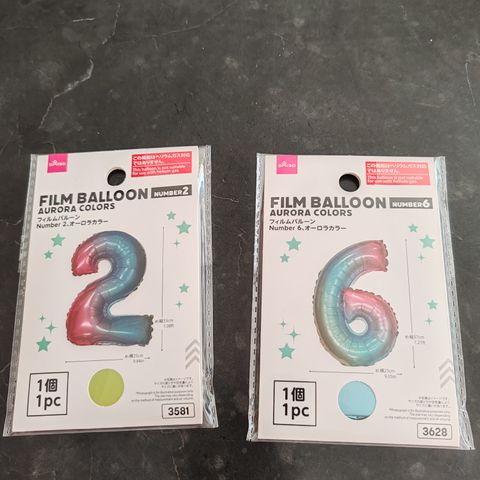 DAISO
この風船はヘリウムガス対応
ではありません。
This balloon is not suitable
for use with helium gas.
FILM BALLOON NUMBER 2
AURORA COLORS
フィルムバルーン
Number 2、オーロラカラー
1個
1pc
3581
DAISO
この風船はヘリウムガス対応
ではありません。
This balloon is not suitable
for use with helium gas.
FILM BALLOON NUMBER 6
AURORA COLORS
フィルムバルーン
Number 6、オーロラカラー
1個
1pc
3628